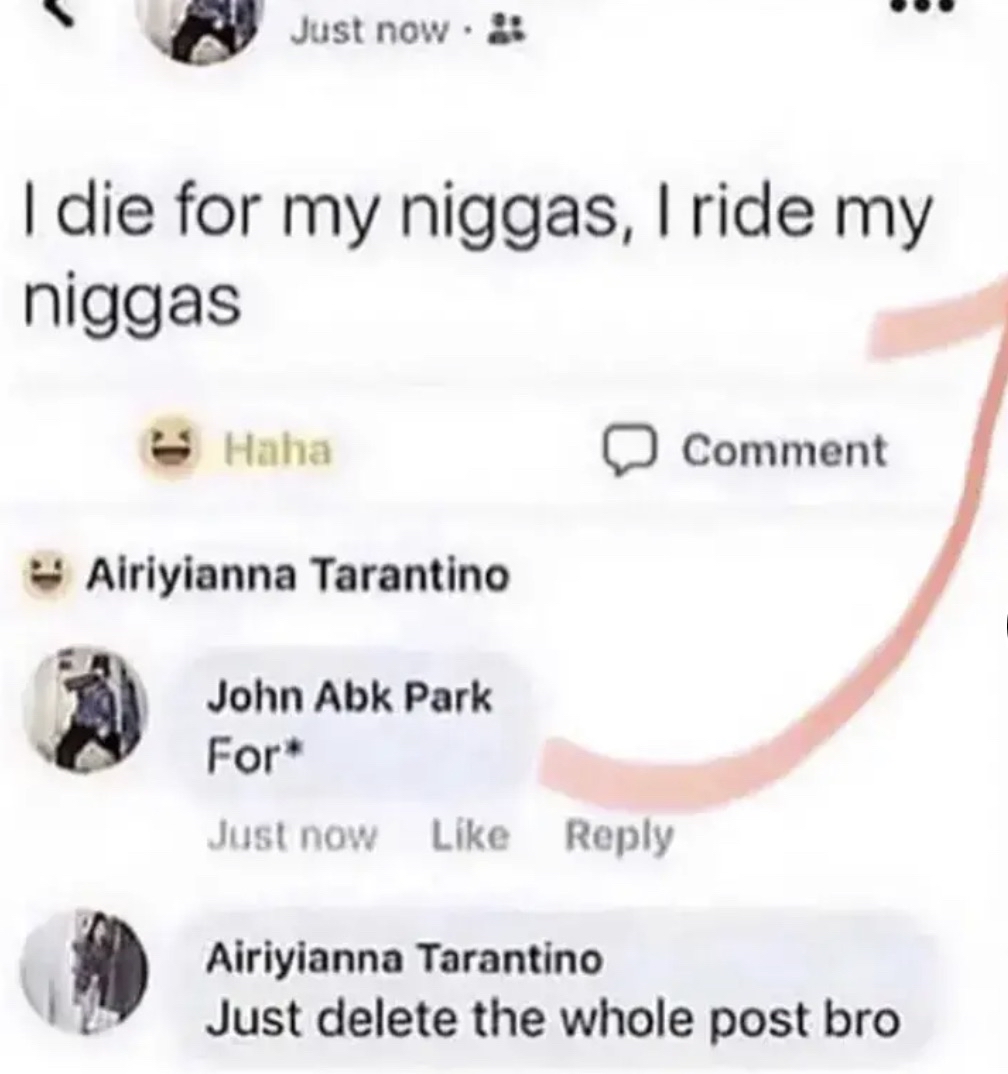 Just now ·
I die for my niggas, I ride my
niggas
Haha
Comment
Airiyianna Tarantino
John Abk Park
For*
Just now Like Reply
Airiyianna Tarantino
Just delete the whole post bro